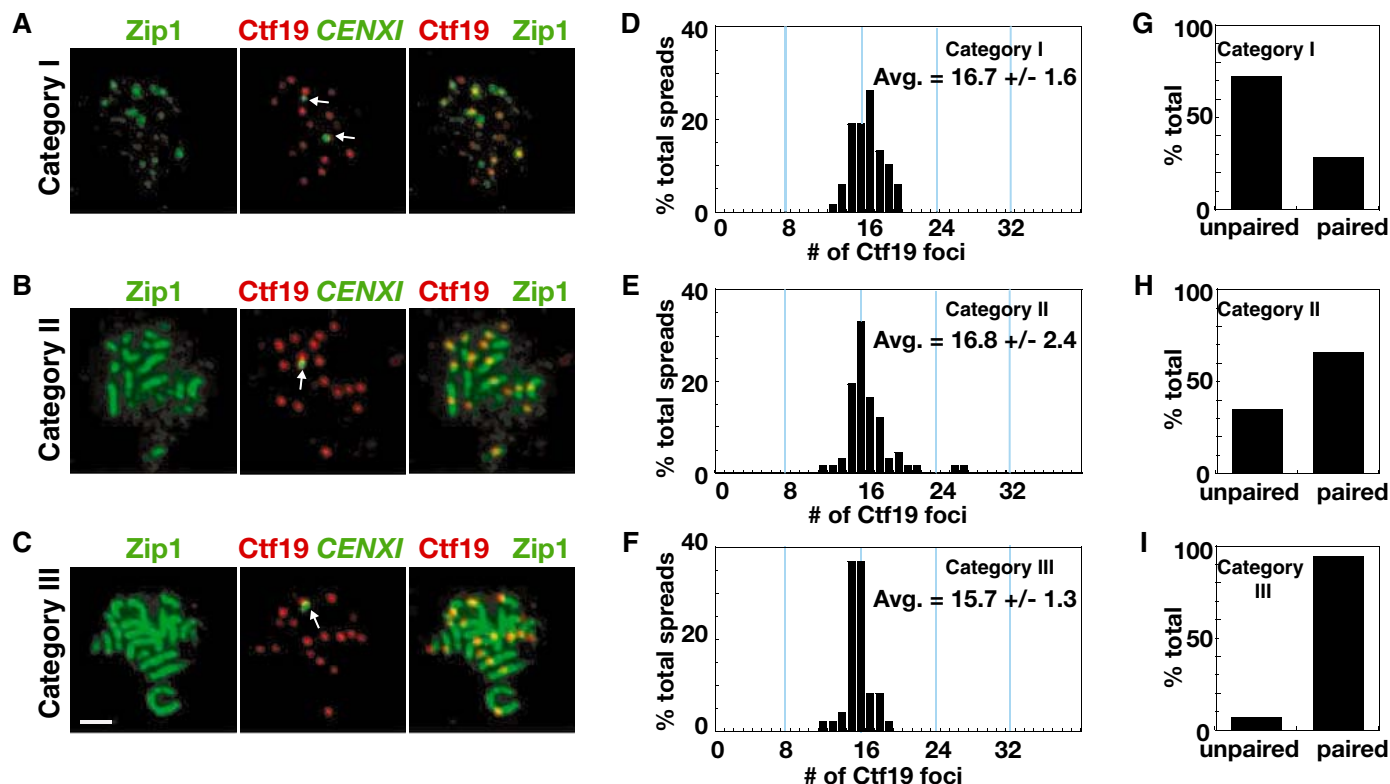 A
Zip1
Ctf19 CENXI
Ctf19 Zip1
Category I
B
Zip1
Ctf19 CENXI
Ctf19 Zip1
Category II
C
Zip1
Ctf19 CENXI
Ctf19 Zip1
Category III
D
Category I
Avg. = 16.7 +/- 1.6
% total spreads
40
20
0
0 8 16 24 32
# of Ctf19 foci
E
Category II
Avg. = 16.8 +/- 2.4
% total spreads
40
20
0
0 8 16 24 32
# of Ctf19 foci
F
Category III
Avg. = 15.7 +/- 1.3
% total spreads
40
20
0
0 8 16 24 32
# of Ctf19 foci
G
Category I
% total
100
50
0
unpaired paired
H
Category II
% total
100
50
0
unpaired paired
I
Category
III
% total
100
50
0
unpaired paired